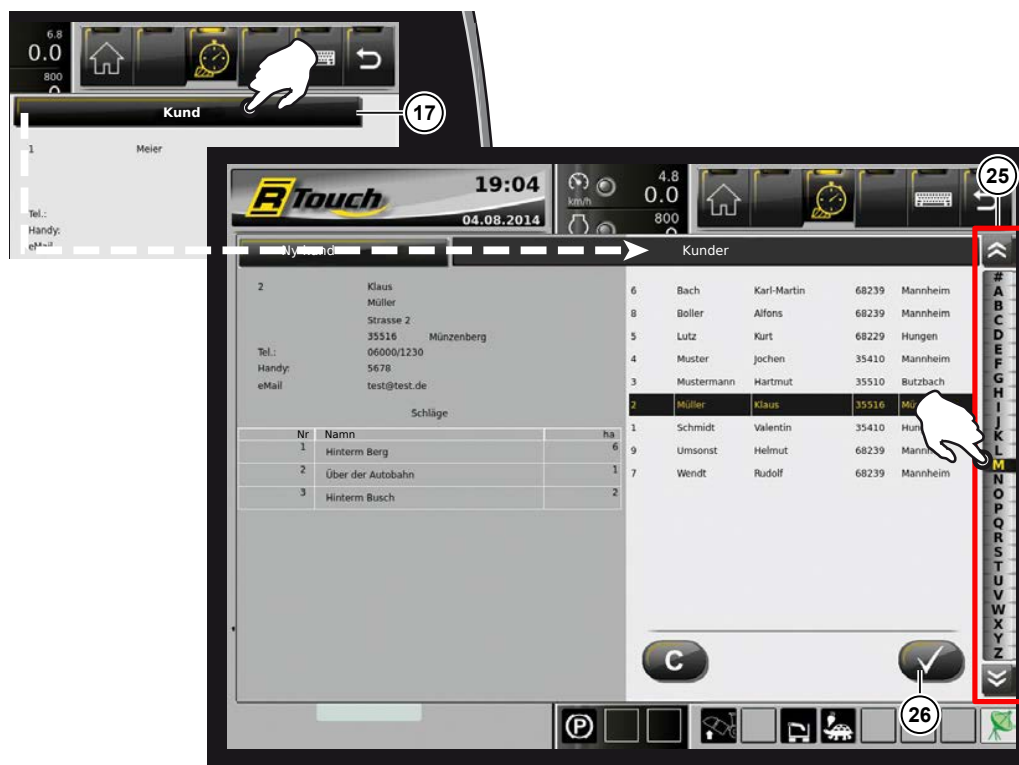 6.8
0.0
800
Kund
17
1 Meier
Tel.:
Handy:
eMail
RTouch
19:04
04.08.2014
km/h
4.8
0.0
800
25
Ny kund
Kunder
2 Klaus
Müller
Strasse 2
35516 Münzenberg
Tel.: 06000/1230
Handy: 5678
eMail test@test.de
Schläge
Nr Namn ha
1 Hinterm Berg 6
2 Über der Autobahn 1
3 Hinterm Busch 2
6 Bach Karl-Martin 68239 Mannheim
8 Boller Alfons 68239 Mannheim
5 Lutz Kurt 68229 Hungen
4 Muster Jochen 35410 Mannheim
3 Mustermann Hartmut 35510 Butzbach
2 Müller Klaus 35516
1 Schmidt Valentin 35410
9 Umsonst Helmut 68239
7 Wendt Rudolf 68239 Mannheim
#
A
B
C
D
E
F
G
H
I
J
K
L
M
N
O
P
Q
R
S
T
U
V
W
X
Y
Z
C
26
P